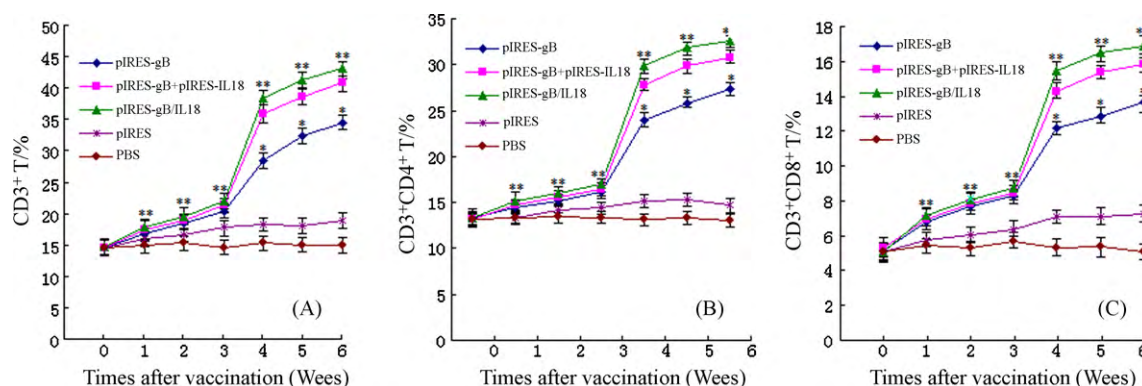 50
45
40
35
30
25
20
15
10
5
0
CD3+ T/%
pIRES-gB
pIRES-gB+pIRES-IL18
pIRES-gB/IL18
pIRES
PBS
** ** ** ** ** **
* * *
(A)
0 1 2 3 4 5 6
Times after vaccination (Wees)
35
30
25
20
15
10
5
0
CD3+CD4+ T/%
pIRES-gB
pIRES-gB+pIRES-IL18
pIRES-gB/IL18
pIRES
PBS
** ** ** ** ** *
* * *
(B)
0 1 2 3 4 5 6
Times after vaccination (Wees)
18
16
14
12
10
8
6
4
2
0
CD3+CD8+ T/%
pIRES-gB
pIRES-gB+pIRES-IL18
pIRES-gB/IL18
pIRES
PBS
** ** ** ** ** *
* * *
(C)
0 1 2 3 4 5 6
Times after vaccination (Wees)